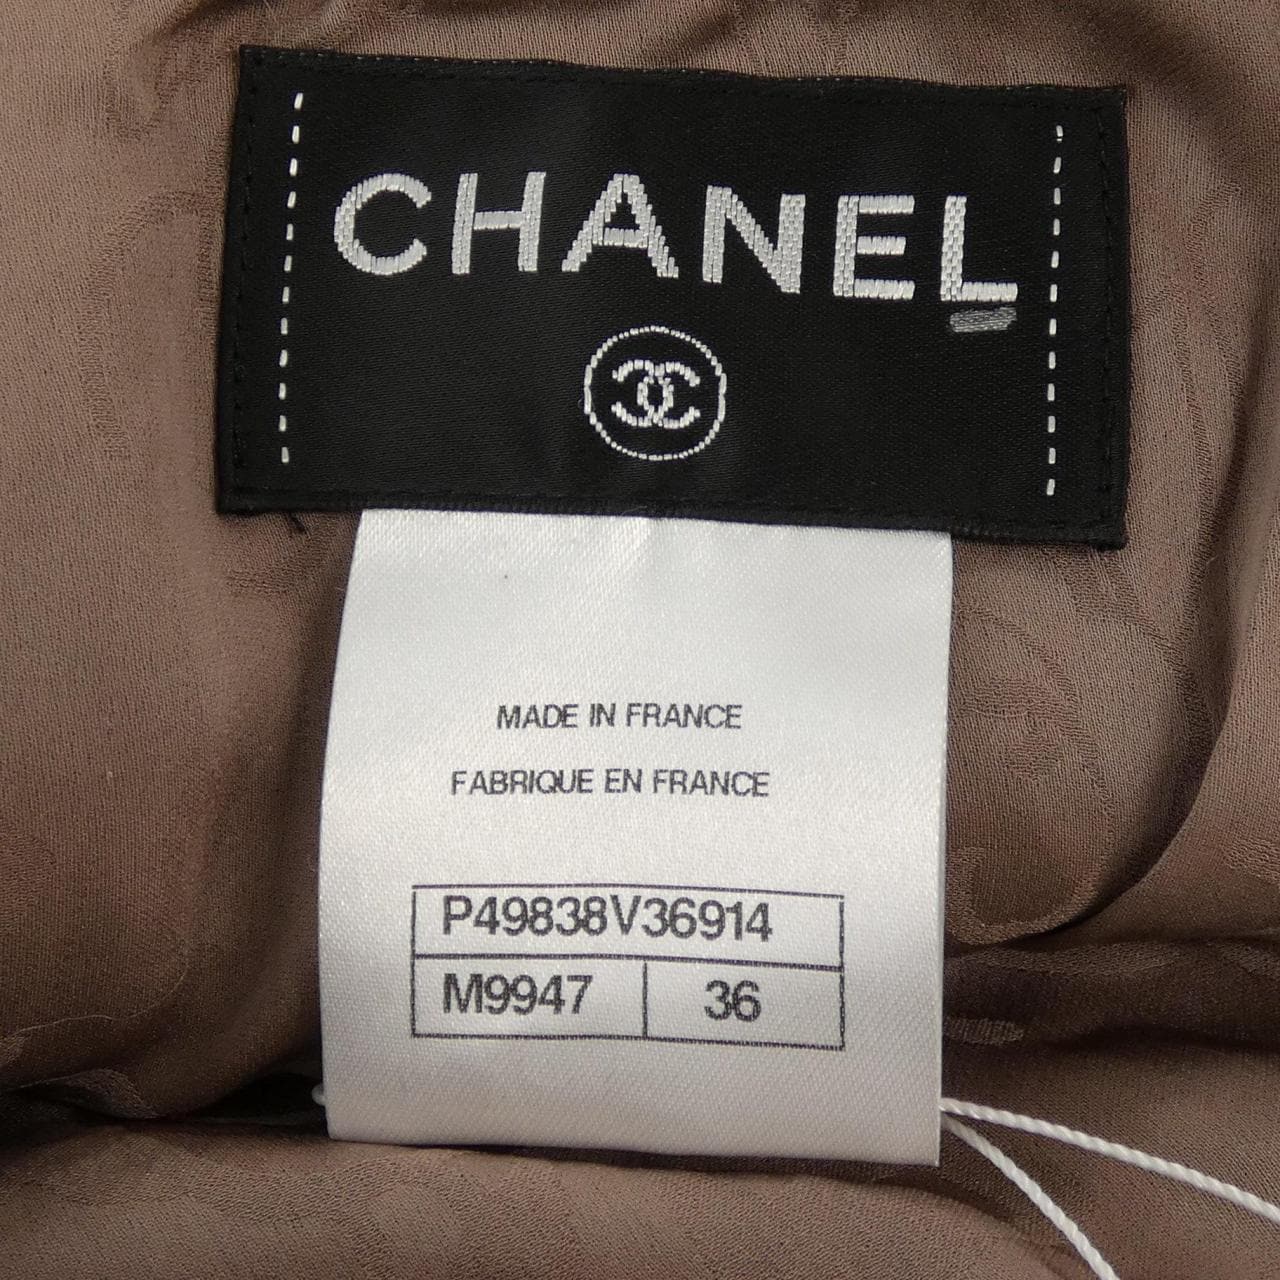 CHANEL
MADE IN FRANCE
FABRIQUE EN FRANCE
P49838V36914
M9947 36